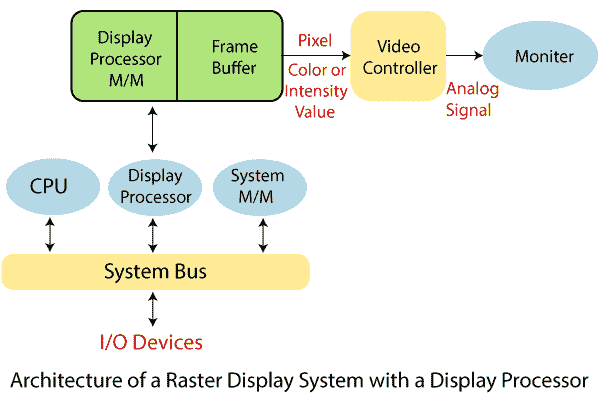 Display
Processor
M/M
Frame
Buffer
Pixel
Color or
Intensity
Value
Video
Controller
Analog
Signal
Moniter
CPU
Display
Processor
System
M/M
System Bus
I/O Devices
Architecture of a Raster Display System with a Display Processor